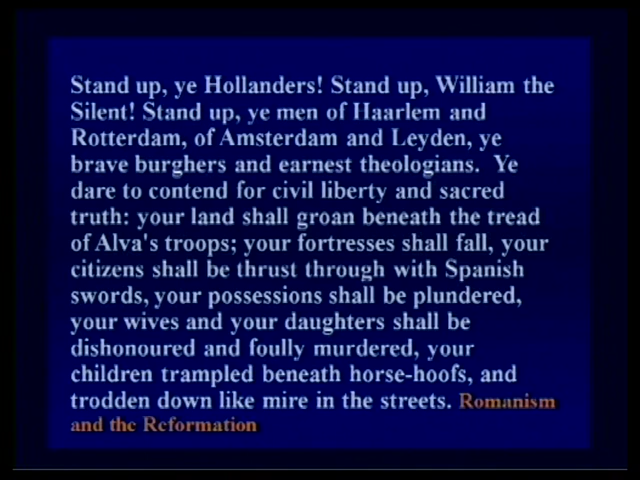 Stand up, ye Hollanders! Stand up, William the
Silent! Stand up, ye men of Haarlem and
Rotterdam, of Amsterdam and Leyden, ye
brave burghers and earnest theologians. Ye
dare to contend for civil liberty and sacred
truth: your land shall groan beneath the tread
of Alva's troops; your fortresses shall fall, your
citizens shall be thrust through with Spanish
swords, your possessions shall be plundered,
your wives and your daughters shall be
dishonoured and foully murdered, your
children trampled beneath horse-hoofs, and
trodden down like mire in the streets. Romanism
and the Reformation